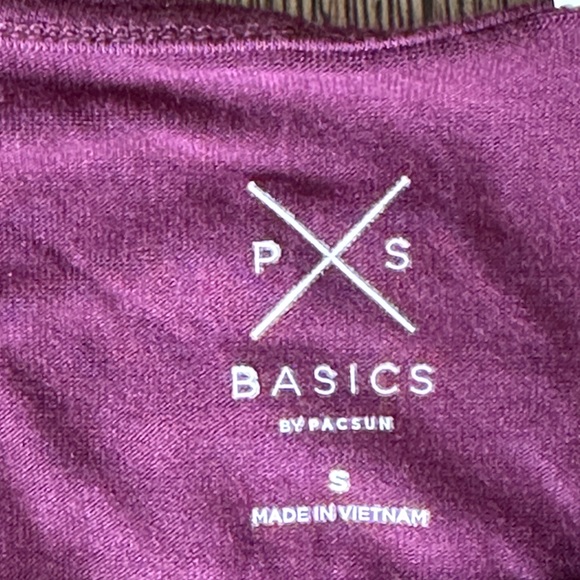 P S
BASICS
BY PACSUN
S
MADE IN VIETNAM